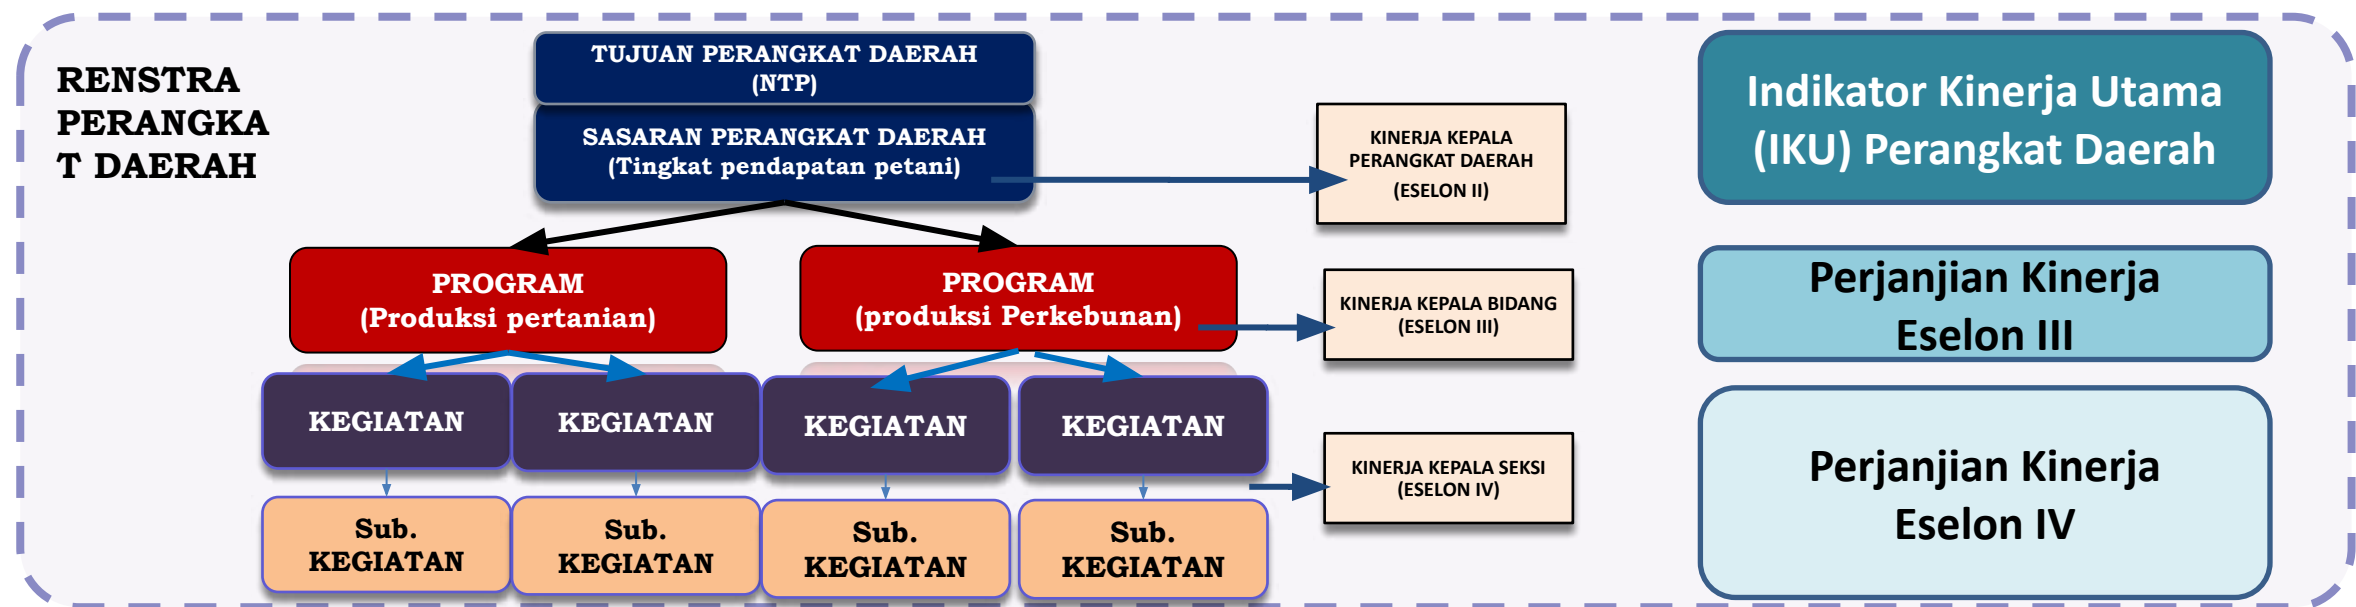 RENSTRA
PERANGKA
T DAERAH
TUJUAN PERANGKAT DAERAH
(NTP)
SASARAN PERANGKAT DAERAH
(Tingkat pendapatan petani)
KINERJA KEPALA
PERANGKAT DAERAH
(ESELON II)
Indikator Kinerja Utama
(IKU) Perangkat Daerah
PROGRAM
(Produksi pertanian)
PROGRAM
(produksi Perkebunan)
KINERJA KEPALA BIDANG
(ESELON III)
Perjanjian Kinerja
Eselon III
KEGIATAN
KEGIATAN
KEGIATAN
KEGIATAN
KINERJA KEPALA SEKSI
(ESELON IV)
Perjanjian Kinerja
Eselon IV
Sub.
KEGIATAN
Sub.
KEGIATAN
Sub.
KEGIATAN
Sub.
KEGIATAN